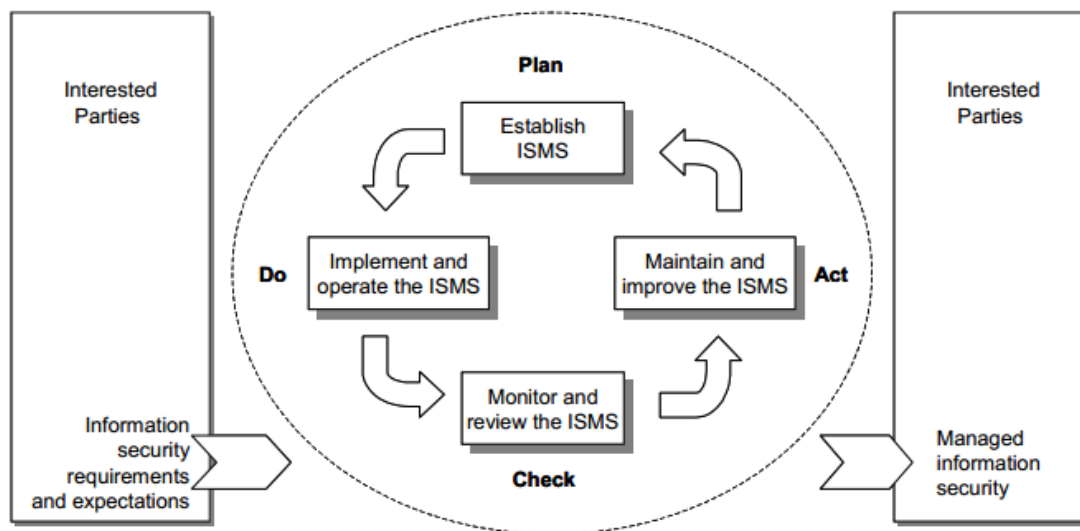 Interested
Parties
Information
security
requirements
and expectations
Plan
Establish
ISMS
Do
Implement and
operate the ISMS
Monitor and
review the ISMS
Check
Maintain and
improve the ISMS
Act
Interested
Parties
Managed
information
security